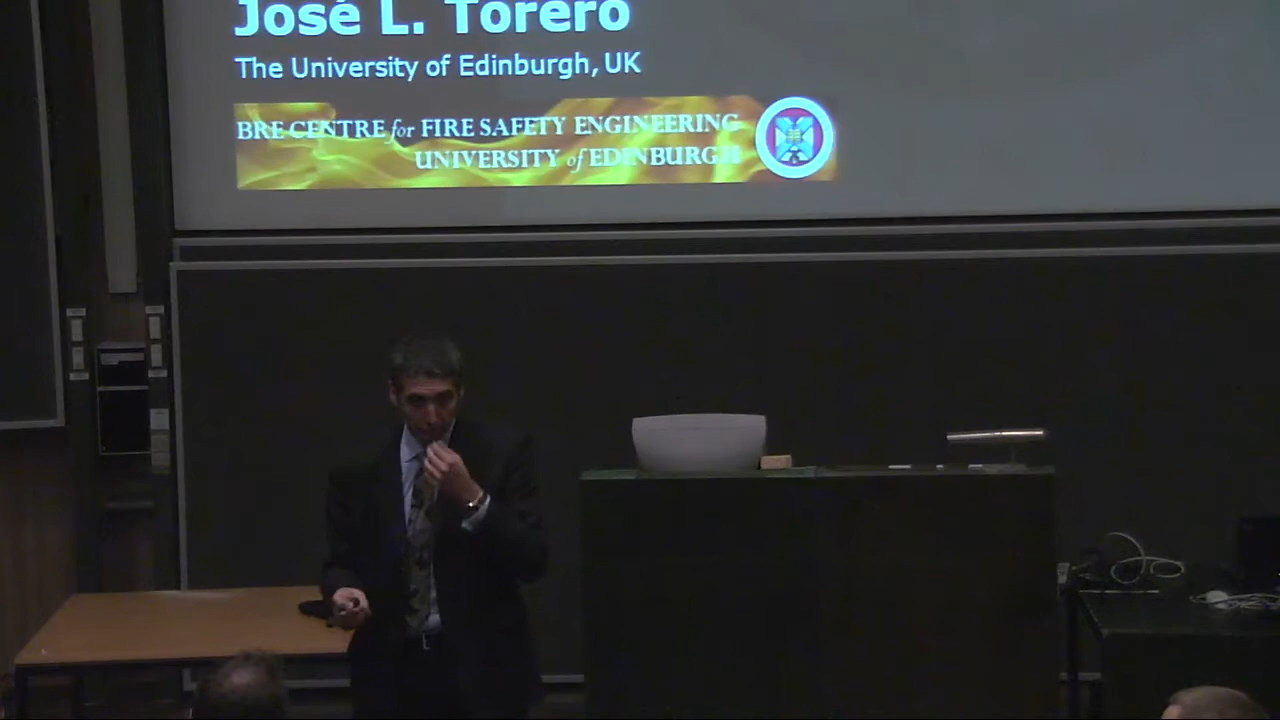 José L. Torero
The University of Edinburgh, UK
BRE CENTRE for FIRE SAFETY ENGINEERING
UNIVERSITY of EDINBURGH